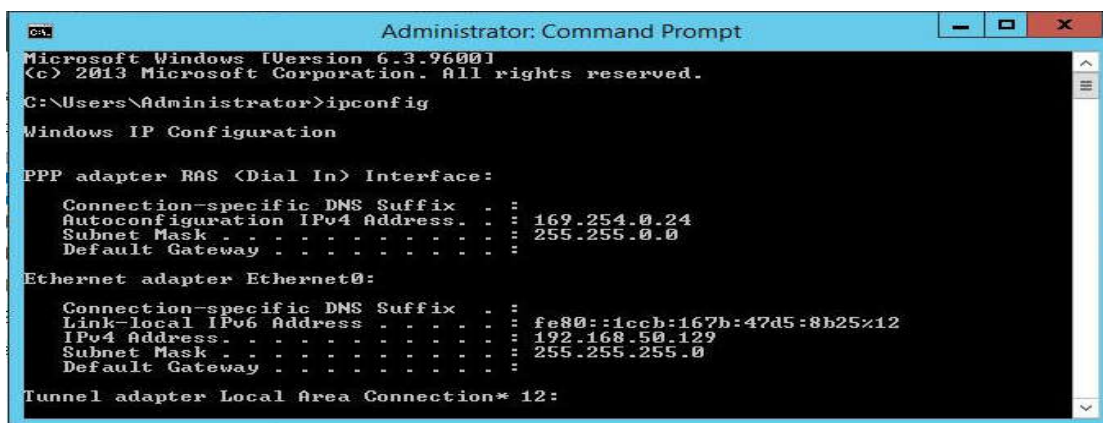 Administrator: Command Prompt
Microsoft Windows [Version 6.3.9600]
(c) 2013 Microsoft Corporation. All rights reserved.
C:\Users\Administrator>ipconfig
Windows IP Configuration
PPP adapter RAS (Dial In) Interface:
Connection-specific DNS Suffix . :
Autoconfiguration IPv4 Address. . : 169.254.0.24
Subnet Mask . . . . . . . . . . . : 255.255.0.0
Default Gateway . . . . . . . . . :
Ethernet adapter Ethernet0:
Connection-specific DNS Suffix . :
Link-local IPv6 Address . . . . . : fe80::1ccb:167b:47d5:8b25%12
IPv4 Address. . . . . . . . . . . : 192.168.50.129
Subnet Mask . . . . . . . . . . . : 255.255.255.0
Default Gateway . . . . . . . . . :
Tunnel adapter Local Area Connection* 12: